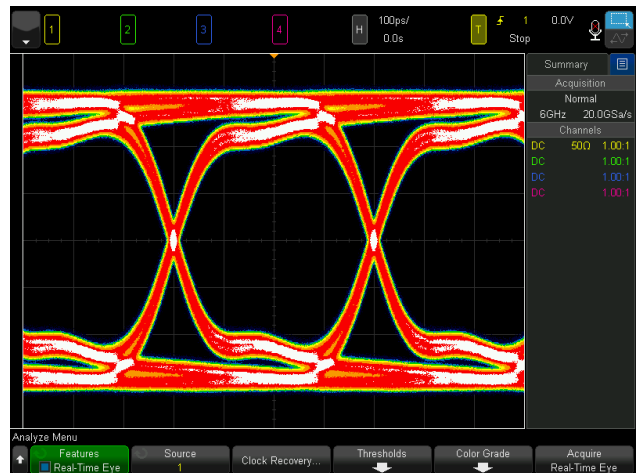 1 2 3 4 H 100ps/ 0.0s T 1 0.0V Stop
Summary
Acquisition
Normal
6GHz 20.0GSa/s
Channels
DC 50Ω 1.00:1
DC 1.00:1
DC 1.00:1
DC 1.00:1
Analyze Menu
Features Source Clock Recovery... Thresholds Color Grade Acquire
Real-Time Eye 1 Real-Time Eye